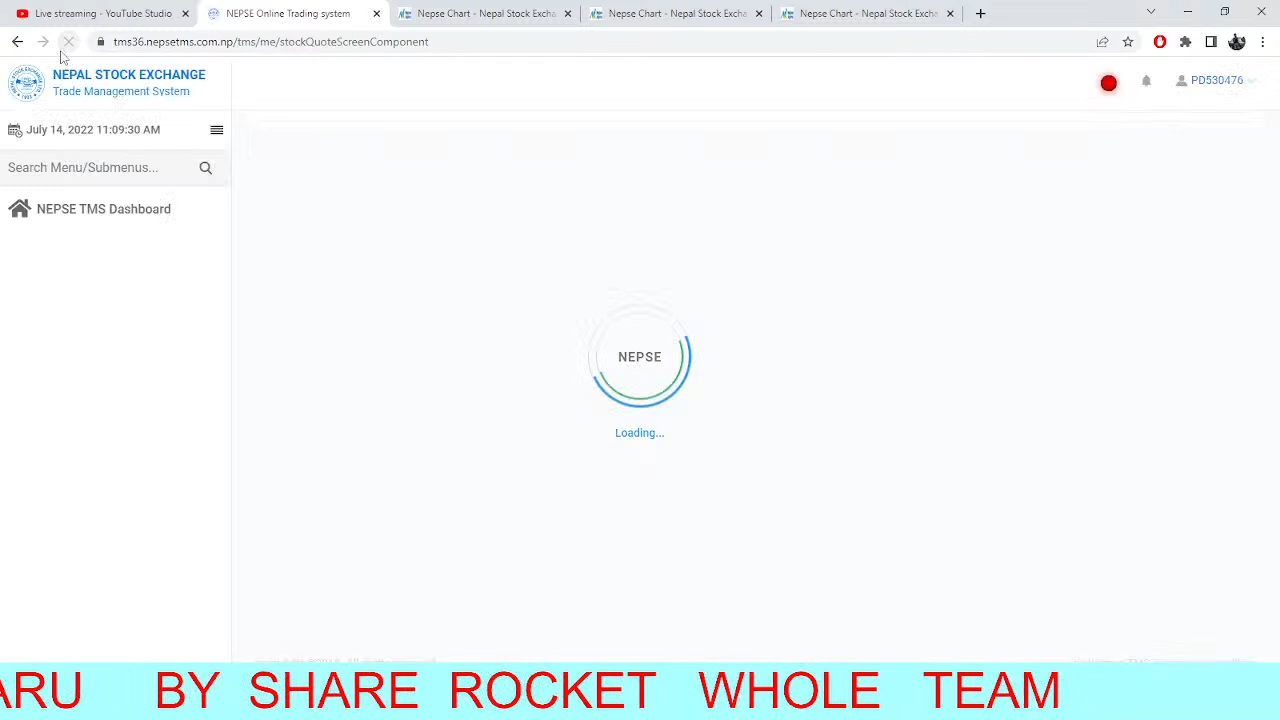 Live streaming - YouTube Studio
NEPSE Online Trading system
Nepse Chart - Nepal Stock Excha
Nepse Chart - Nepal Stock Excha
Nepse Chart - Nepal Stock Excha
tms36.nepsetms.com.np/tms/me/stockQuoteScreenComponent
NEPAL STOCK EXCHANGE
Trade Management System
PD530476
July 14, 2022 11:09:30 AM
Search Menu/Submenus...
NEPSE TMS Dashboard
NEPSE
Loading...
ARU BY SHARE ROCKET WHOLE TEAM